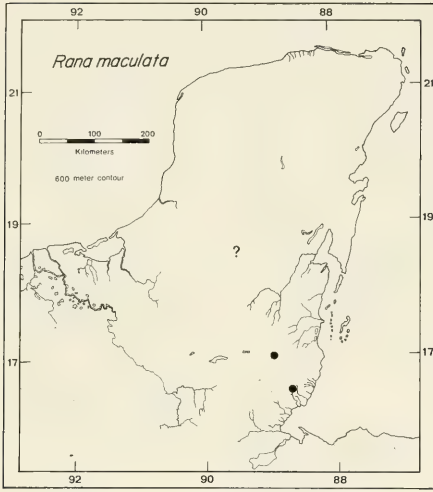 92 90 88
Rana maculata
21 21
0 100 200
Kilometers
600 meter contour
19 19
?
17 17
92 90 88